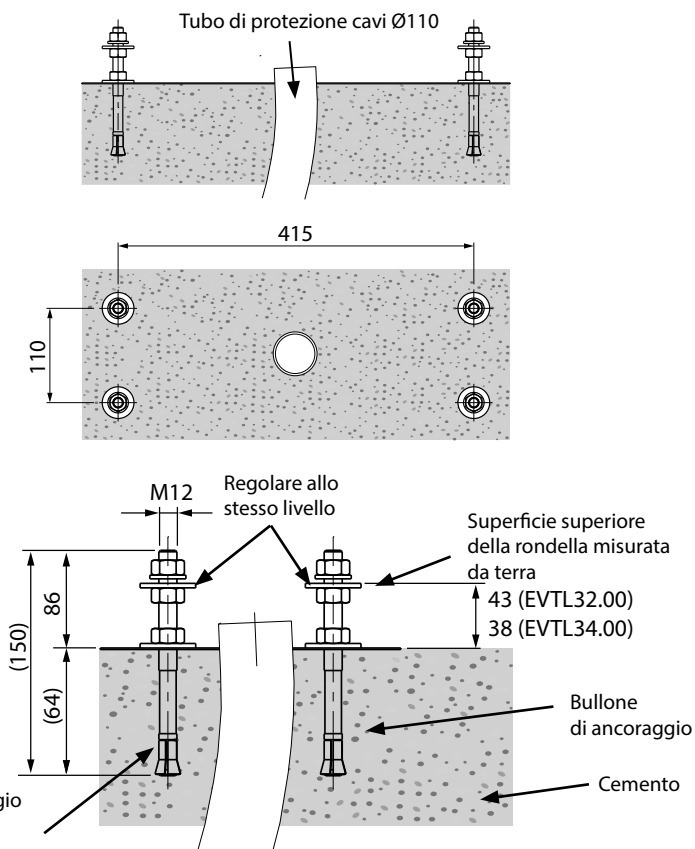 Tubo di protezione cavi Ø110
415
110
M12
Regolare allo
stesso livello
Superficie superiore
della rondella misurata
da terra
43 (EVTL32.00)
38 (EVTL34.00)
86
(150)
(64)
Bullone
di ancoraggio
Cemento